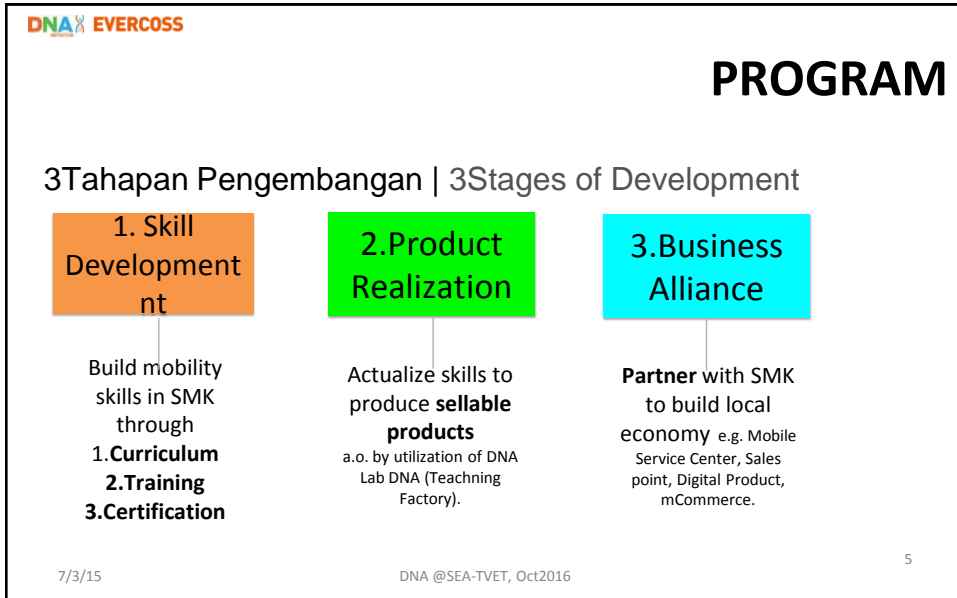 DNA EVERCOSS
INITIATIVE
PROGRAM
3Tahapan Pengembangan | 3Stages of Development
1. Skill
Development
nt
Build mobility
skills in SMK
through
1.Curriculum
2.Training
3.Certification
2.Product
Realization
Actualize skills to
produce sellable
products
a.o. by utilization of DNA
Lab DNA (Teachning
Factory).
3.Business
Alliance
Partner with SMK
to build local
economy e.g. Mobile
Service Center, Sales
point, Digital Product,
mCommerce.
7/3/15
DNA @SEA-TVET, Oct2016
5